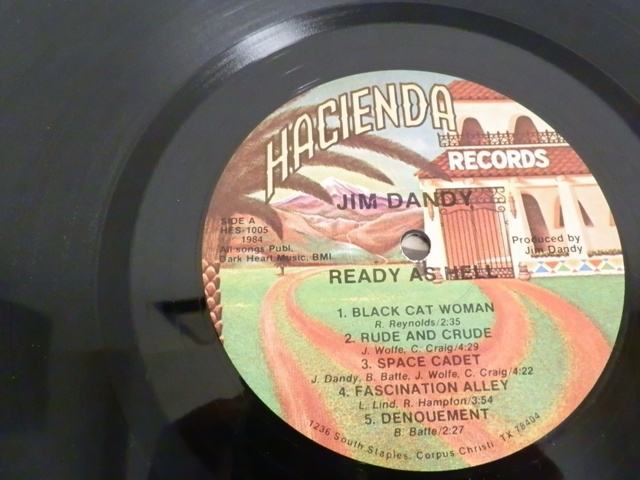 HACIENDA
RECORDS
JIM DANDY
SIDE A
HES-1005
1984
All songs Publ.
Dark Heart Music, BMI
Produced by
Jim Dandy
READY AS HELL
1. BLACK CAT WOMAN
R. Reynolds/2:35
2. RUDE AND CRUDE
J. Wolfe, C. Craig/4:29
3. SPACE CADET
J. Dandy, B. Batte, J. Wolfe, C. Craig/4:22
4. FASCINATION ALLEY
L. Lind, R. Hampton/3:54
5. DENOUEMENT
B. Batte/2:27
1236 South Staples, Corpus Christi, TX 78404